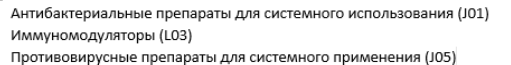 Антибактериальные препараты для системного использования (J01)
Иммуномодуляторы (L03)
Противовирусные препараты для системного применения (J05)